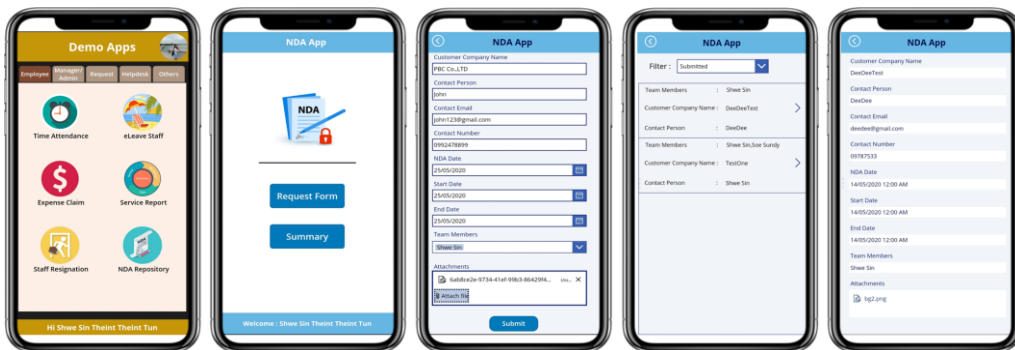 Demo Apps
Employee
Manager/
Admin
Request
Helpdesk
Others
Time Attendance
eLeave Staff
Expense Claim
Service Report
Staff Resignation
NDA Repository
Hi Shwe Sin Theint Theint Tun
NDA App
NDA
Request Form
Summary
Welcome : Shwe Sin Theint Theint Tun
NDA App
Customer Company Name
PBC Co.,LTD
Contact Person
John
Contact Email
john123@gmail.com
Contact Number
0992478899
NDA Date
25/05/2020
Start Date
25/05/2020
End Date
25/05/2020
Team Members
Shwe Sin
Attachments
Attach file
Submit
NDA App
Filter : Submitted
Team Members : Shwe Sin
Customer Company Name : DeeDeeTest
Contact Person : DeeDee
Team Members : Shwe Sin,Soe Sundy
Customer Company Name : TestOne
Contact Person : Shwe Sin
NDA App
Customer Company Name
DeeDeeTest
Contact Person
DeeDee
Contact Email
deedee@gmail.com
Contact Number
09787533
NDA Date
14/05/2020 12:00 AM
Start Date
14/05/2020 12:00 AM
End Date
14/05/2020 12:00 AM
Team Members
Shwe Sin
Attachments
bg2.png